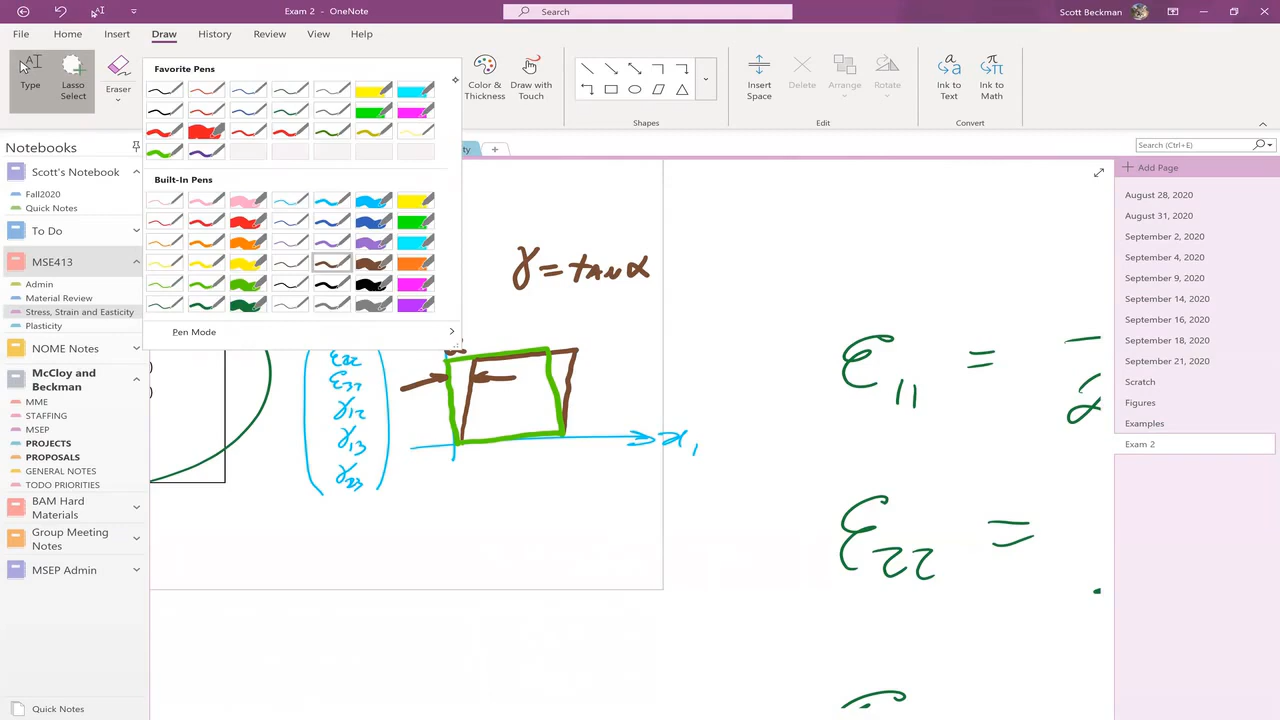 Exam 2 - OneNote
Search
Scott Beckman
File Home Insert Draw History Review View Help
Type
Lasso Select
Eraser
Color & Thickness
Draw with Touch
Shapes
Insert Space
Delete
Arrange
Rotate
Edit
Ink to Text
Ink to Math
Convert
Favorite Pens
Built-In Pens
Pen Mode
Notebooks
Scott's Notebook
Fall2020
Quick Notes
To Do
MSE413
Admin
Material Review
Stress, Strain and Easticity
Plasticity
NOME Notes
McCloy and Beckman
MME
STAFFING
MSEP
PROJECTS
PROPOSALS
GENERAL NOTES
TODO PRIORITIES
BAM Hard Materials
Group Meeting Notes
MSEP Admin
Quick Notes
ty
+
Search (Ctrl+E)
Add Page
August 28, 2020
August 31, 2020
September 2, 2020
September 4, 2020
September 9, 2020
September 14, 2020
September 16, 2020
September 18, 2020
September 21, 2020
Scratch
Figures
Examples
Exam 2
γ = tan α
ε22
ε33
γ12
γ13
γ23
x1
ε11 =
ε22 =